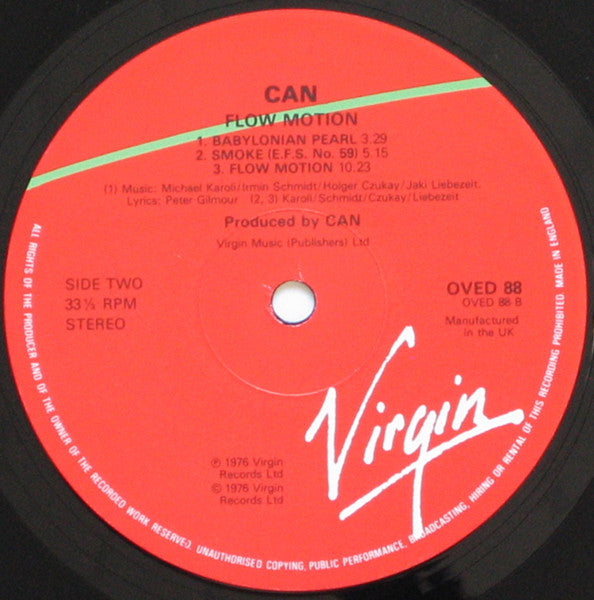 CAN
FLOW MOTION
1. BABYLONIAN PEARL 3.29
2. SMOKE (E.F.S. No. 59) 5.15
3. FLOW MOTION 10.23
(1) Music: Michael Karoli/Irmin Schmidt/Holger Czukay/Jaki Liebezeit.
Lyrics: Peter Gilmour (2, 3) Karoli/Schmidt/Czukay/Liebezeit
Produced by CAN
Virgin Music (Publishers) Ltd
SIDE TWO
33⅓ RPM
STEREO
OVED 88
OVED 88 B
Manufactured
in the UK
Virgin
℗ 1976 Virgin
Records Ltd
© 1976 Virgin
Records Ltd
ALL RIGHTS OF THE PRODUCER AND OF THE OWNER OF THE RECORDED WORK RESERVED. UNAUTHORISED COPYING, PUBLIC PERFORMANCE, BROADCASTING, HIRING OR RENTAL OF THIS RECORDING PROHIBITED. MADE IN ENGLAND